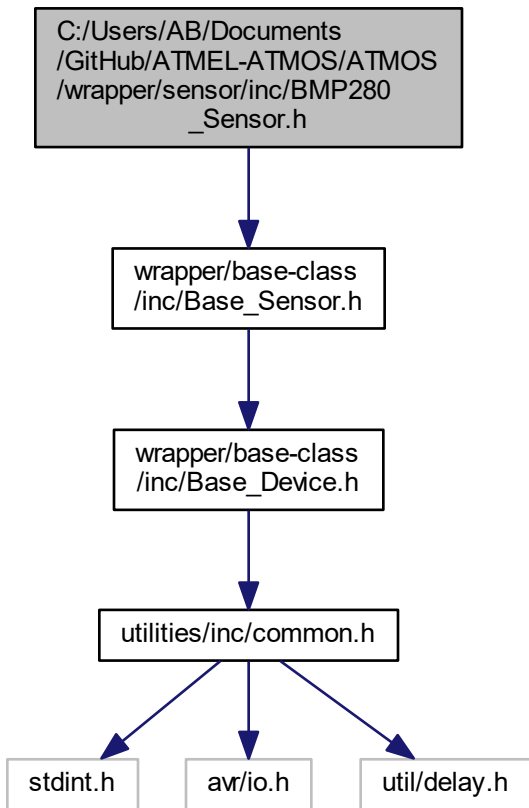 C:/Users/AB/Documents
/GitHub/ATMEL-ATMOS/ATMOS
/wrapper/sensor/inc/BMP280
_Sensor.h
wrapper/base-class
/inc/Base_Sensor.h
wrapper/base-class
/inc/Base_Device.h
utilities/inc/common.h
stdint.h
avr/io.h
util/delay.h